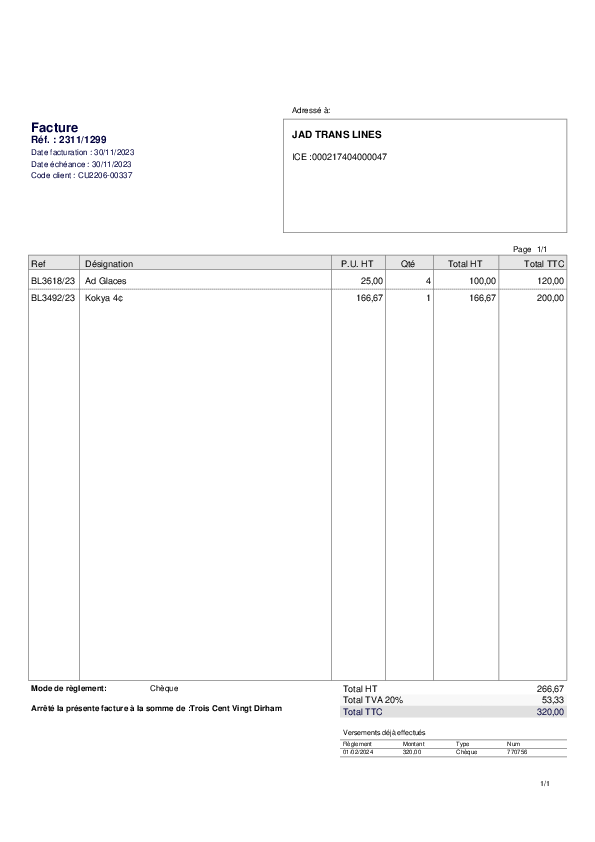 Adressé à:
Facture
Réf. : 2311/1299
Date facturation : 30/11/2023
Date échéance : 30/11/2023
Code client : CU2206-00337
JAD TRANS LINES
ICE :000217404000047
Page 1/1
Ref Désignation P.U. HT Qté Total HT Total TTC
BL3618/23 Ad Glaces 25,00 4 100,00 120,00
BL3492/23 Kokya 4¢ 166,67 1 166,67 200,00
Mode de règlement: Chèque
Arrêté la présente facture à la somme de :Trois Cent Vingt Dirham
Total HT 266,67
Total TVA 20% 53,33
Total TTC 320,00
Versements déjà effectués
Règlement Montant Type Num
01/02/2024 320,00 Chèque 770756
1/1